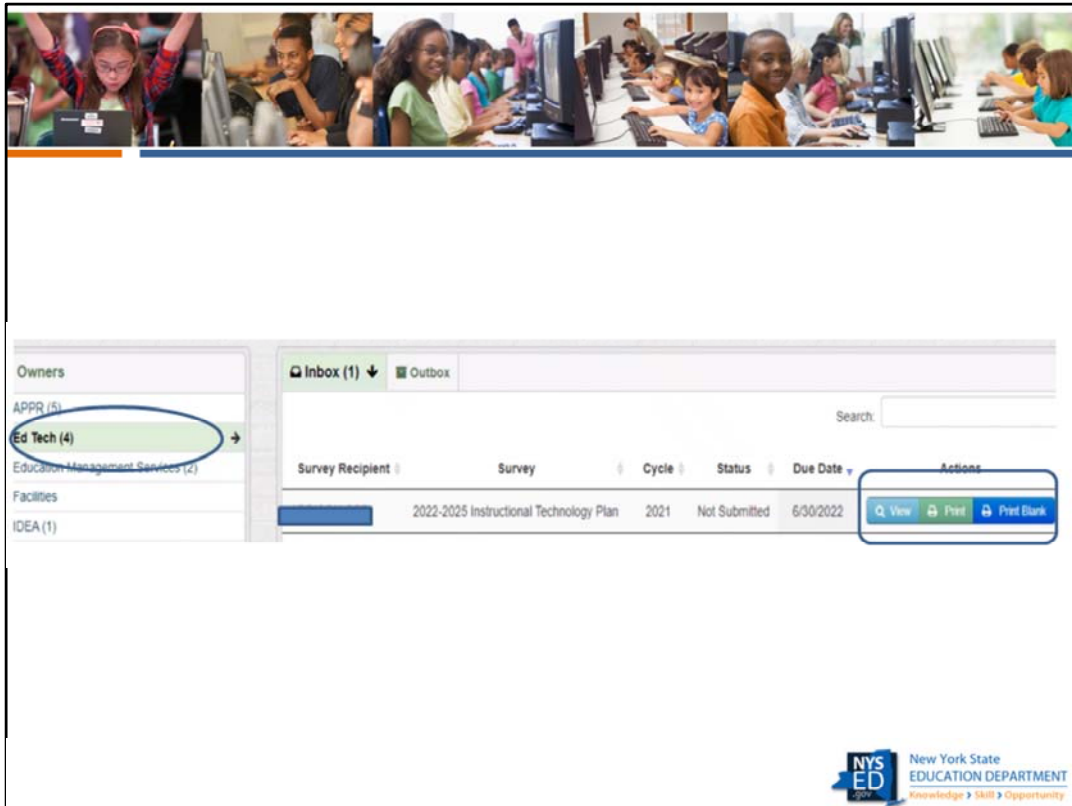 Owners
APPR (5)
Ed Tech (4)
Education Management Services (2)
Facilities
IDEA (1)
Inbox (1) Outbox
Search:
Survey Recipient Survey Cycle Status Due Date Actions
2022-2025 Instructional Technology Plan 2021 Not Submitted 6/30/2022 View Print Print Blank
NYS
ED
.gov
New York State
EDUCATION DEPARTMENT
Knowledge > Skill > Opportunity